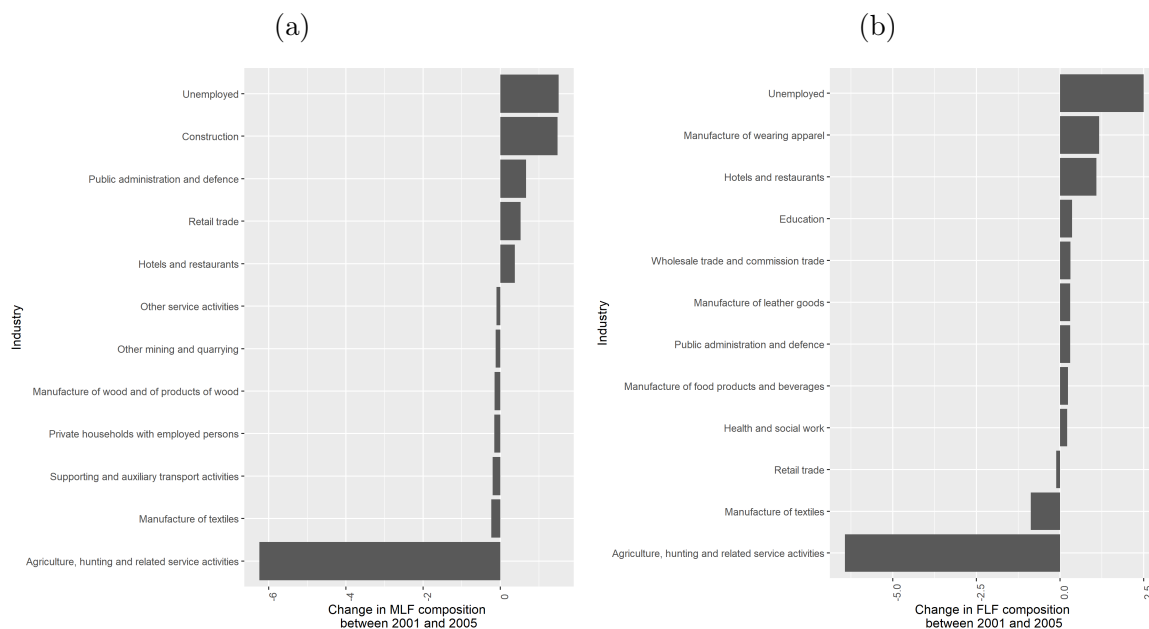 (a)
Unemployed
Construction
Public administration and defence
Retail trade
Hotels and restaurants
Other service activities
Other mining and quarrying
Manufacture of wood and of products of wood
Private households with employed persons
Supporting and auxiliary transport activities
Manufacture of textiles
Agriculture, hunting and related service activities
Industry
-6
-4
-2
0
Change in MLF composition
between 2001 and 2005
(b)
Unemployed
Manufacture of wearing apparel
Hotels and restaurants
Education
Wholesale trade and commission trade
Manufacture of leather goods
Public administration and defence
Manufacture of food products and beverages
Health and social work
Retail trade
Manufacture of textiles
Agriculture, hunting and related service activities
Industry
-5.0
-2.5
0.0
2.5
Change in FLF composition
between 2001 and 2005